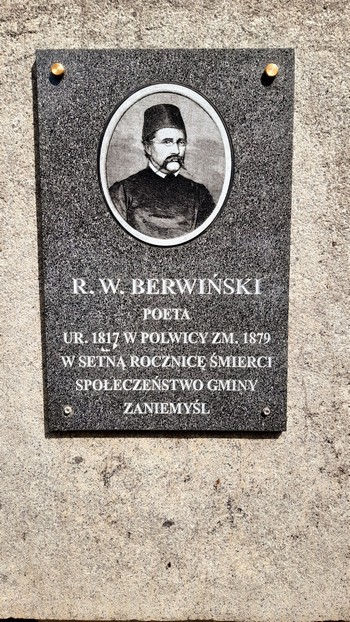 R. W. BERWIŃSKI
POETA
UR. 1817 W POLWICY ZM. 1879
W SETNĄ ROCZNICĘ ŚMIERCI
SPOŁECZEŃSTWO GMINY
ZANIEMYŚL